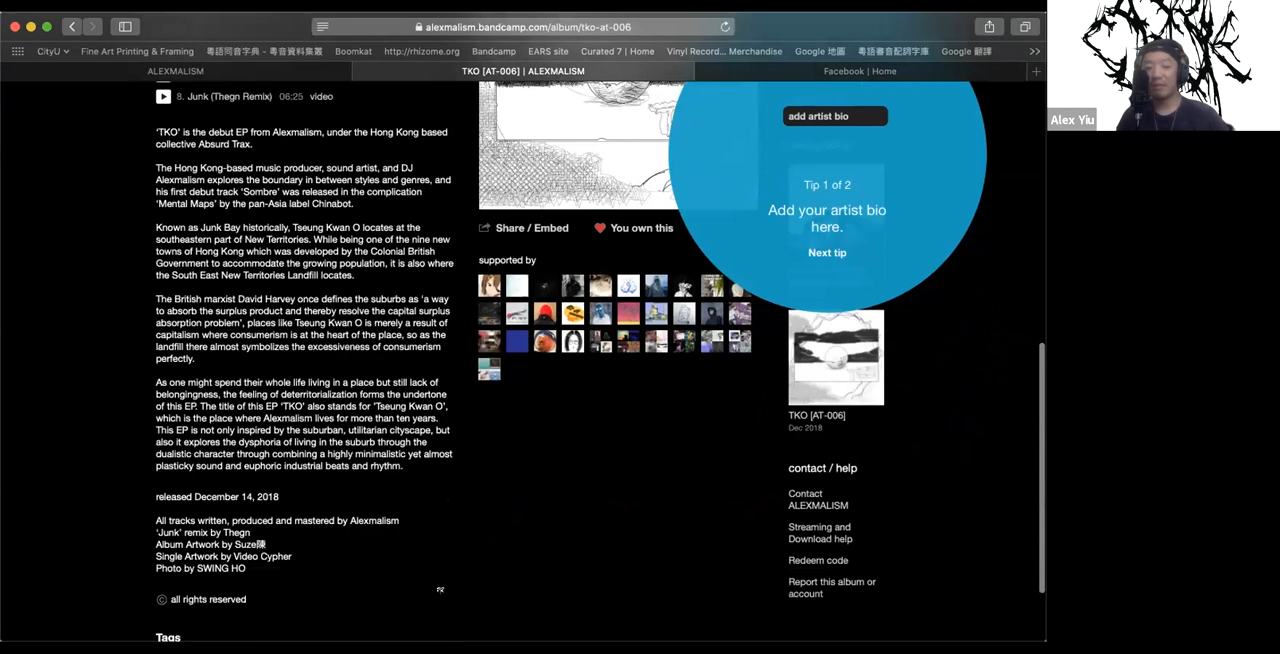 alexmalism.bandcamp.com/album/tko-at-006
CityU
Fine Art Printing & Framing
粵語同音字典 – 粵音資料集叢
Boomkat
http://rhizome.org
Bandcamp
EARS site
Curated 7 | Home
Vinyl Record... Merchandise
Google 地圖
粵語審音配詞字庫
Google 翻譯
ALEXMALISM
TKO [AT-006] | ALEXMALISM
Facebook | Home
8. Junk (Thegn Remix) 06:25 video
'TKO' is the debut EP from Alexmalism, under the Hong Kong based
collective Absurd Trax.
The Hong Kong-based music producer, sound artist, and DJ
Alexmalism explores the boundary in between styles and genres, and
his first debut track 'Sombre' was released in the complication
'Mental Maps' by the pan-Asia label Chinabot.
Known as Junk Bay historically, Tseung Kwan O locates at the
southeastern part of New Territories. While being one of the nine new
towns of Hong Kong which was developed by the Colonial British
Government to accommodate the growing population, it is also where
the South East New Territories Landfill locates.
The British marxist David Harvey once defines the suburbs as 'a way
to absorb the surplus product and thereby resolve the capital surplus
absorption problem', places like Tseung Kwan O is merely a result of
capitalism where consumerism is at the heart of the place, so as the
landfill there almost symbolizes the excessiveness of consumerism
perfectly.
As one might spend their whole life living in a place but still lack of
belongingness, the feeling of deterritorialization forms the undertone
of this EP. The title of this EP 'TKO' also stands for 'Tseung Kwan O',
which is the place where Alexmalism lives for more than ten years.
This EP is not only inspired by the suburban, utilitarian cityscape, but
also it explores the dysphoria of living in the suburb through the
dualistic character through combining a highly minimalistic yet almost
plasticky sound and euphoric industrial beats and rhythm.
released December 14, 2018
All tracks written, produced and mastered by Alexmalism
'Junk' remix by Thegn
Album Artwork by Suze陳
Single Artwork by Video Cypher
Photo by SWING HO
© all rights reserved
Tags
Share / Embed
You own this
supported by
add artist bio
Tip 1 of 2
Add your artist bio
here.
Next tip
TKO [AT-006]
Dec 2018
contact / help
Contact
ALEXMALISM
Streaming and
Download help
Redeem code
Report this album or
account
Alex Yiu